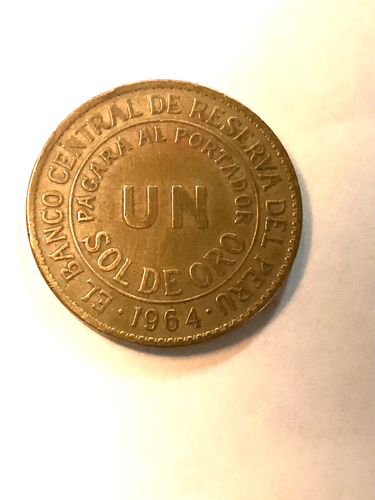 EL BANCO CENTRAL DE RESERVA DEL PERU
PAGARA AL PORTADOR
UN
SOL DE ORO
· 1964 ·